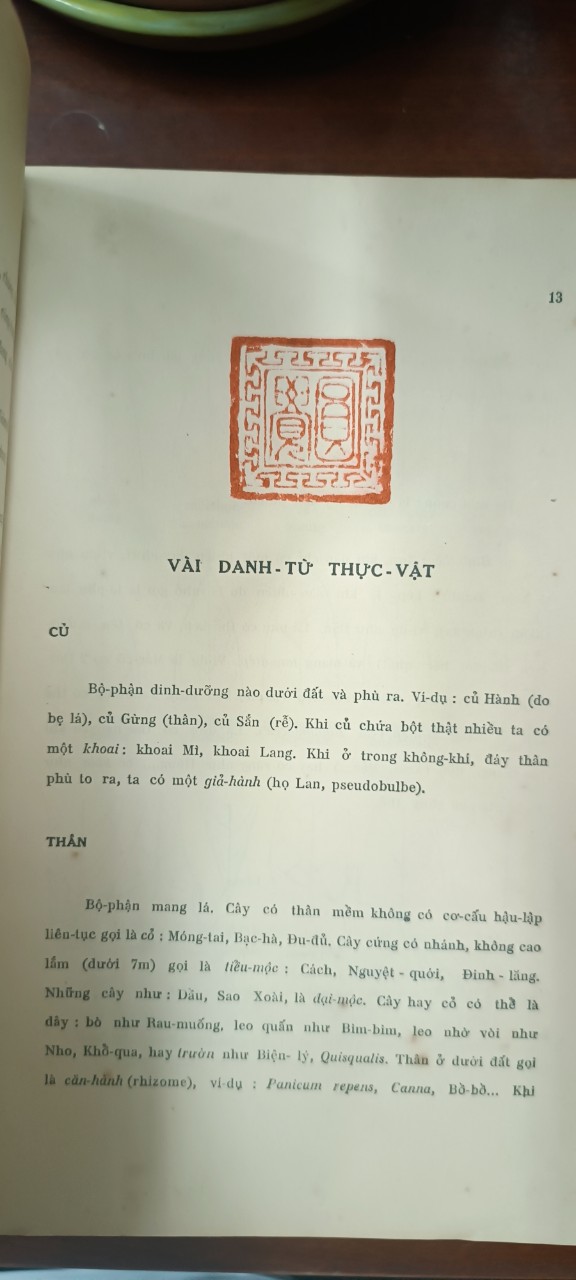 13
VÀI DANH-TỪ THỰC-VẬT
CỦ
Bộ-phận dinh-dưỡng nào dưới đất và phù ra. Ví-dụ : củ Hành (do
bẹ lá), củ Gừng (thân), củ Sắn (rễ). Khi củ chứa bột thật nhiều ta có
một khoai : khoai Mì, khoai Lang. Khi ở trong không-khí, đáy thân
phù to ra, ta có một giả-hành (họ Lan, pseudobulbe).
THÂN
Bộ-phận mang lá. Cây có thân mềm không có cơ-cấu hậu-lập
liên-tục gọi là cỏ : Móng-tai, Bạc-hà, Đu-đủ. Cây cứng có nhánh, không cao
lắm (dưới 7m) gọi là tiểu-mộc : Cách, Nguyệt - quới, Đinh - lăng.
Những cây như : Dầu, Sao Xoài, là đại-mộc. Cây hay cỏ có thể là
dây : bò như Rau-muống, leo quấn như Bìm-bìm, leo nhờ vòi như
Nho, Khổ-qua, hay trườn như Biện- lý, Quisqualis. Thân ở dưới đất gọi
là căn-hành (rhizome), ví-dụ : Panicum repens, Canna, Bồ-bồ... Khi